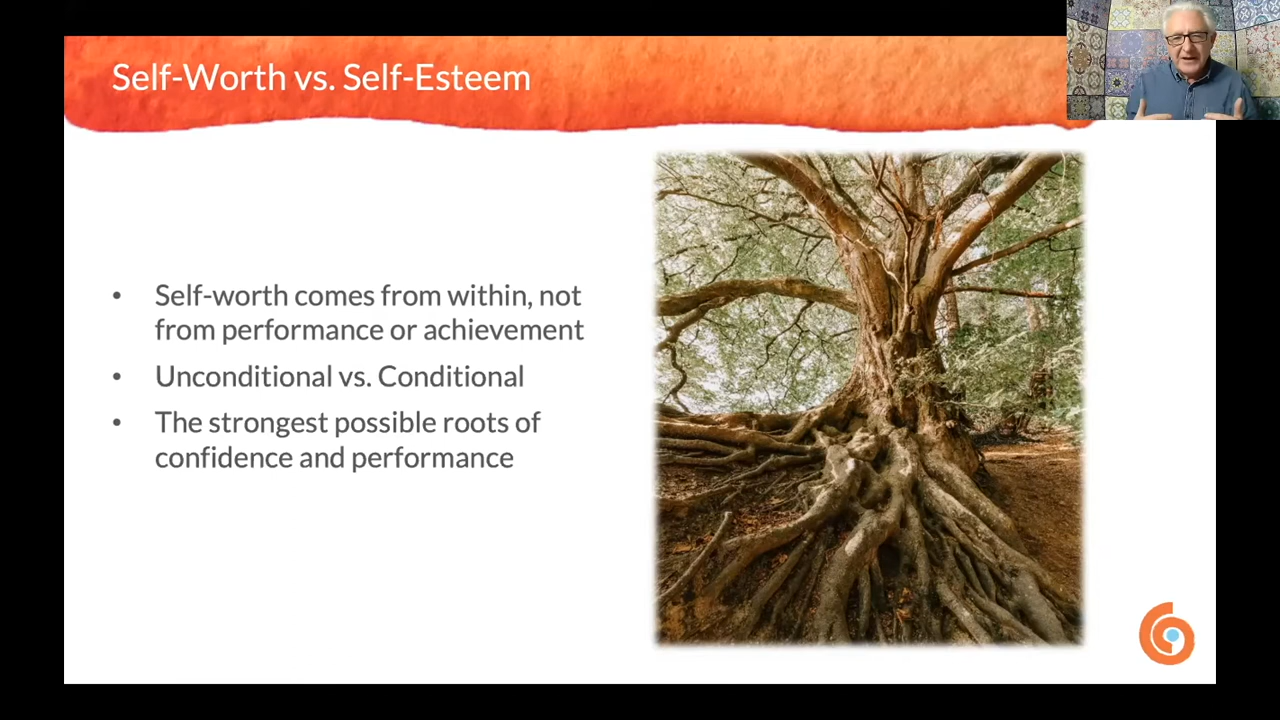 Self-Worth vs. Self-Esteem
• Self-worth comes from within, not
from performance or achievement
• Unconditional vs. Conditional
• The strongest possible roots of
confidence and performance